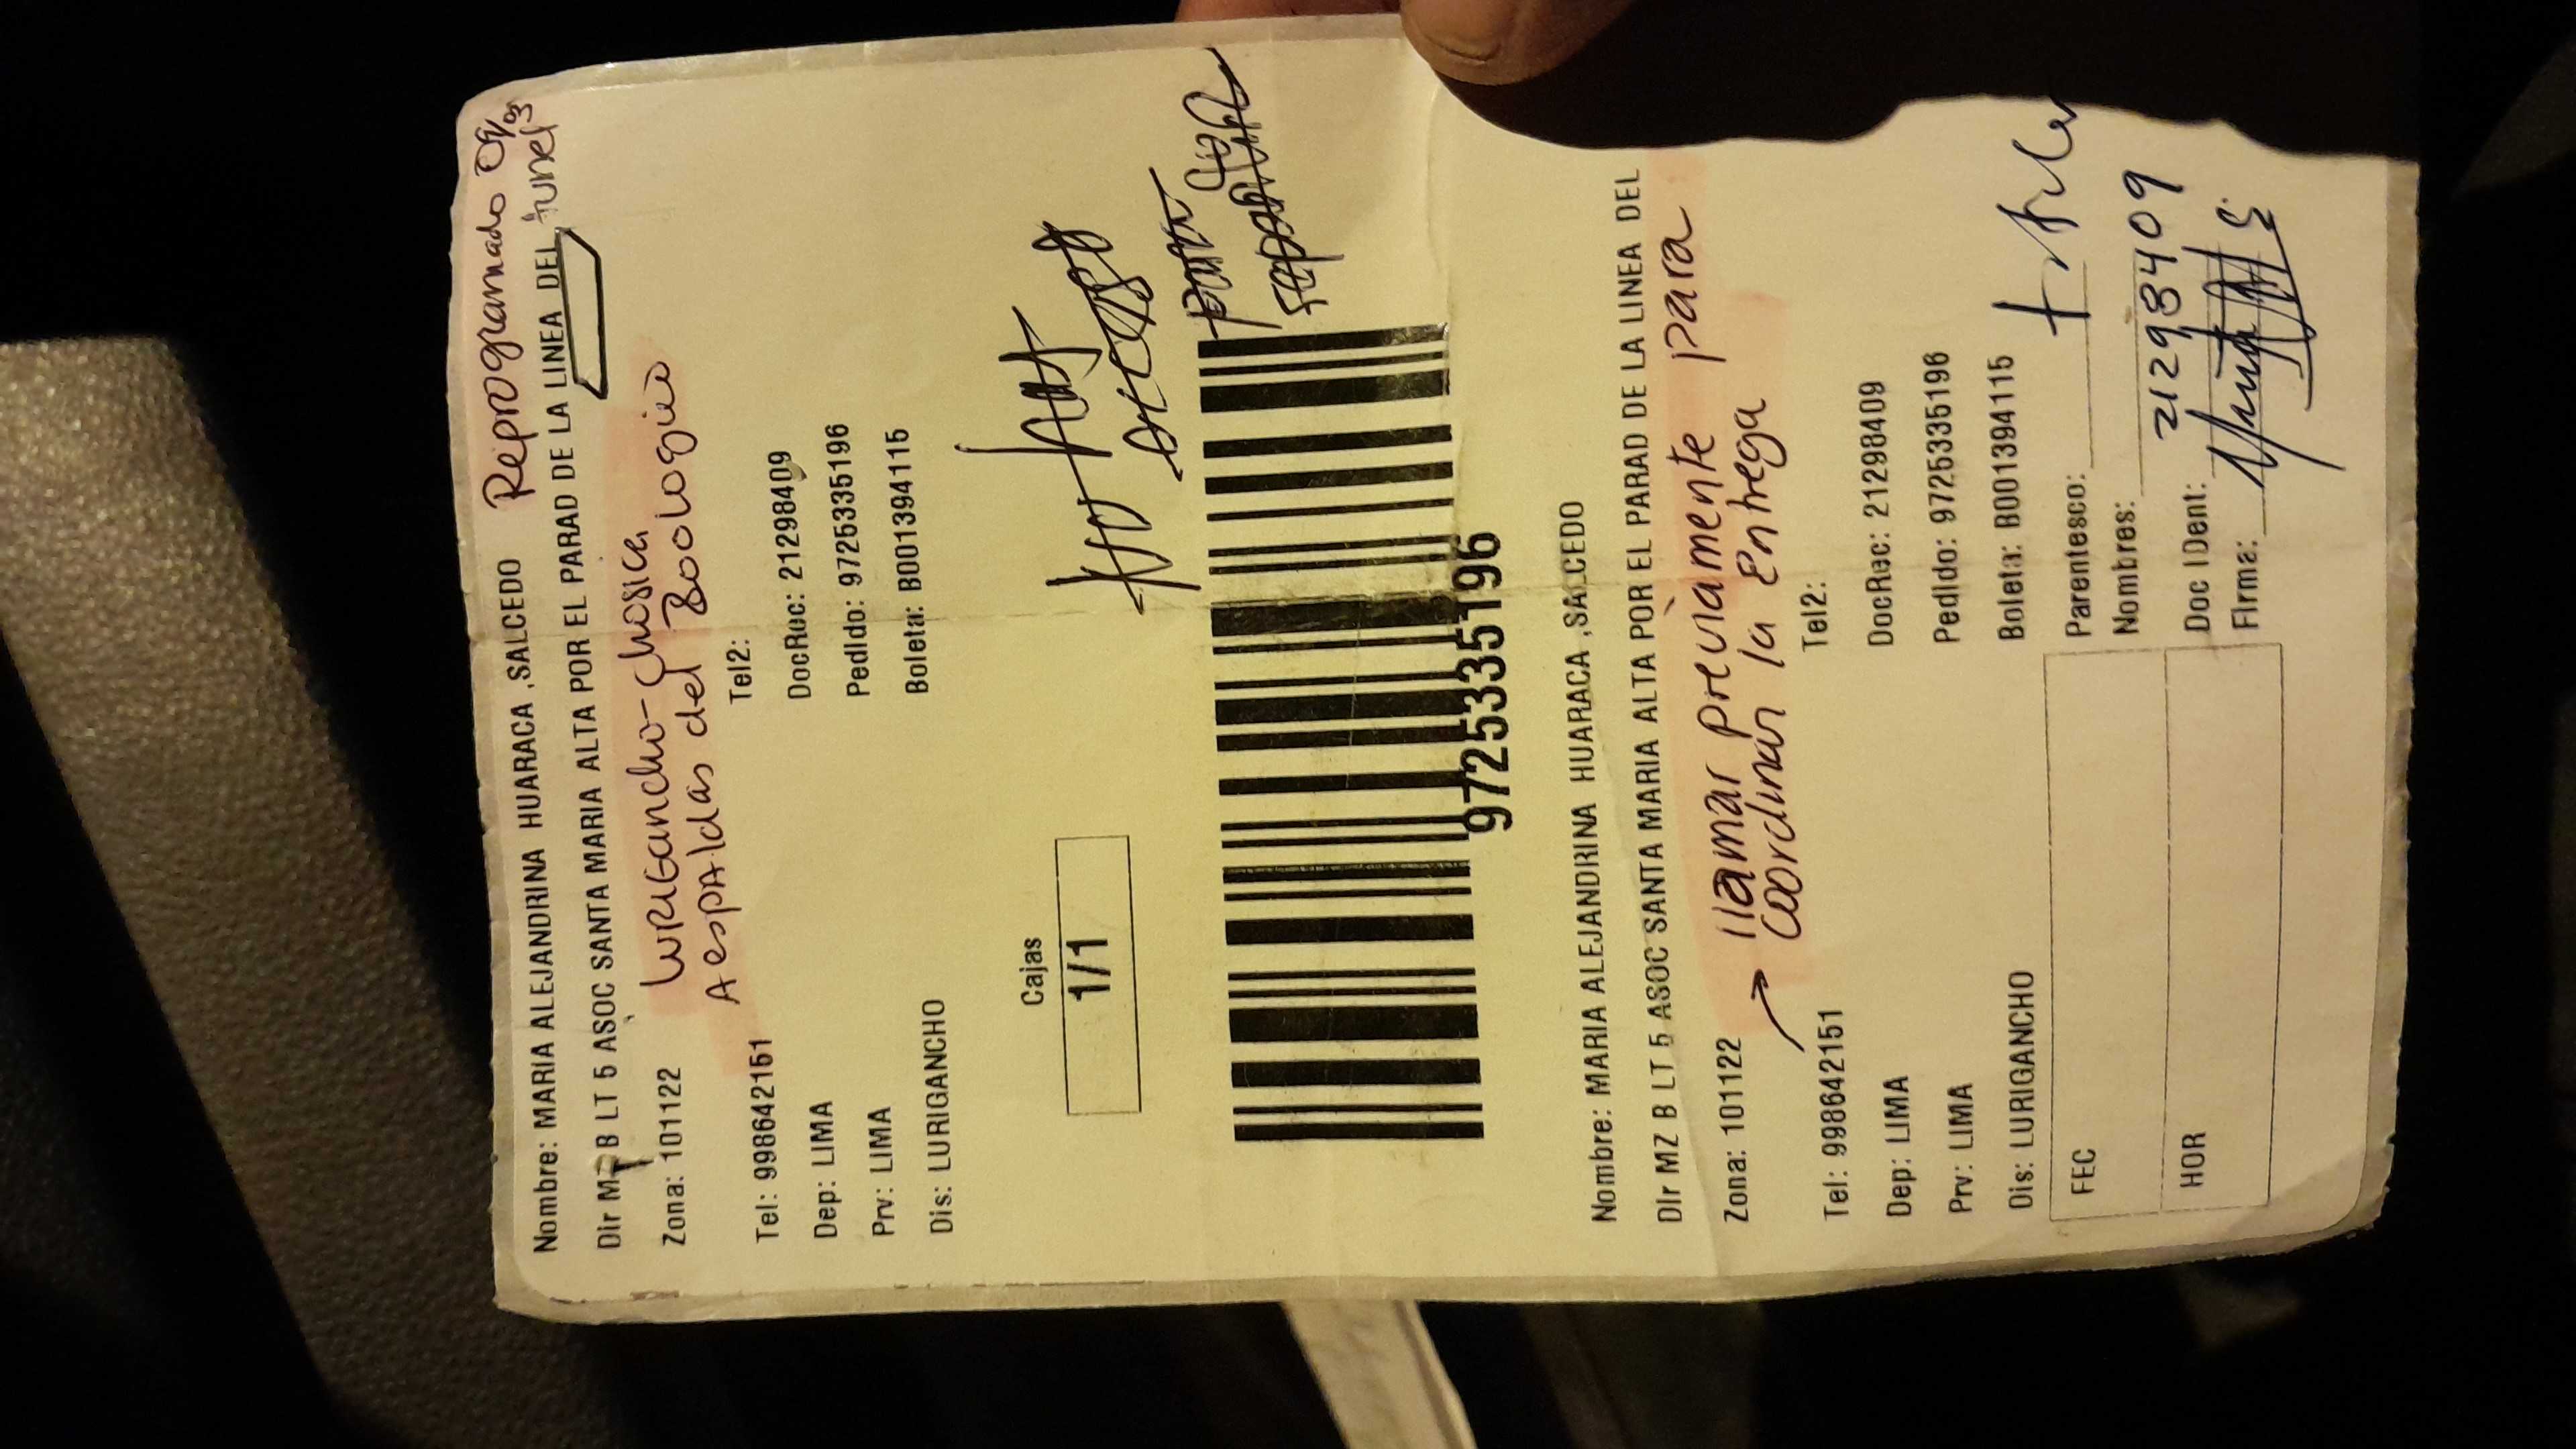 Reprogramado 09/03
Nombre: MARIA ALEJANDRINA HUARACA ,SALCEDO
Dir MZ B LT 5 ASOC SANTA MARIA ALTA POR EL PARAD DE LA LINEA DEL tunel
Zona: 101122
LURIGancho-Chosica
A espaldas del
Tel: 998642151 Tel2:
Dep: LIMA DocRec: 21298409
Prv: LIMA Pedido: 9725335196
Dis: LURIGANCHO Boleta: B001394115
Cajas
1/1
No hay
acceso
para
9725335196
Nombre: MARIA ALEJANDRINA HUARACA ,SALCEDO
Dir MZ B LT 5 ASOC SANTA MARIA ALTA POR EL PARAD DE LA LINEA DEL
Zona: 101122
→ llamar previamente para
coordinar la entrega
Tel: 998642151 Tel2:
Dep: LIMA DocRec: 21298409
Prv: LIMA Pedido: 9725335196
Dis: LURIGANCHO Boleta: B001394115
FEC
HOR
Parentesco:
Nombres:
Doc IDent: 21298409
Firma: